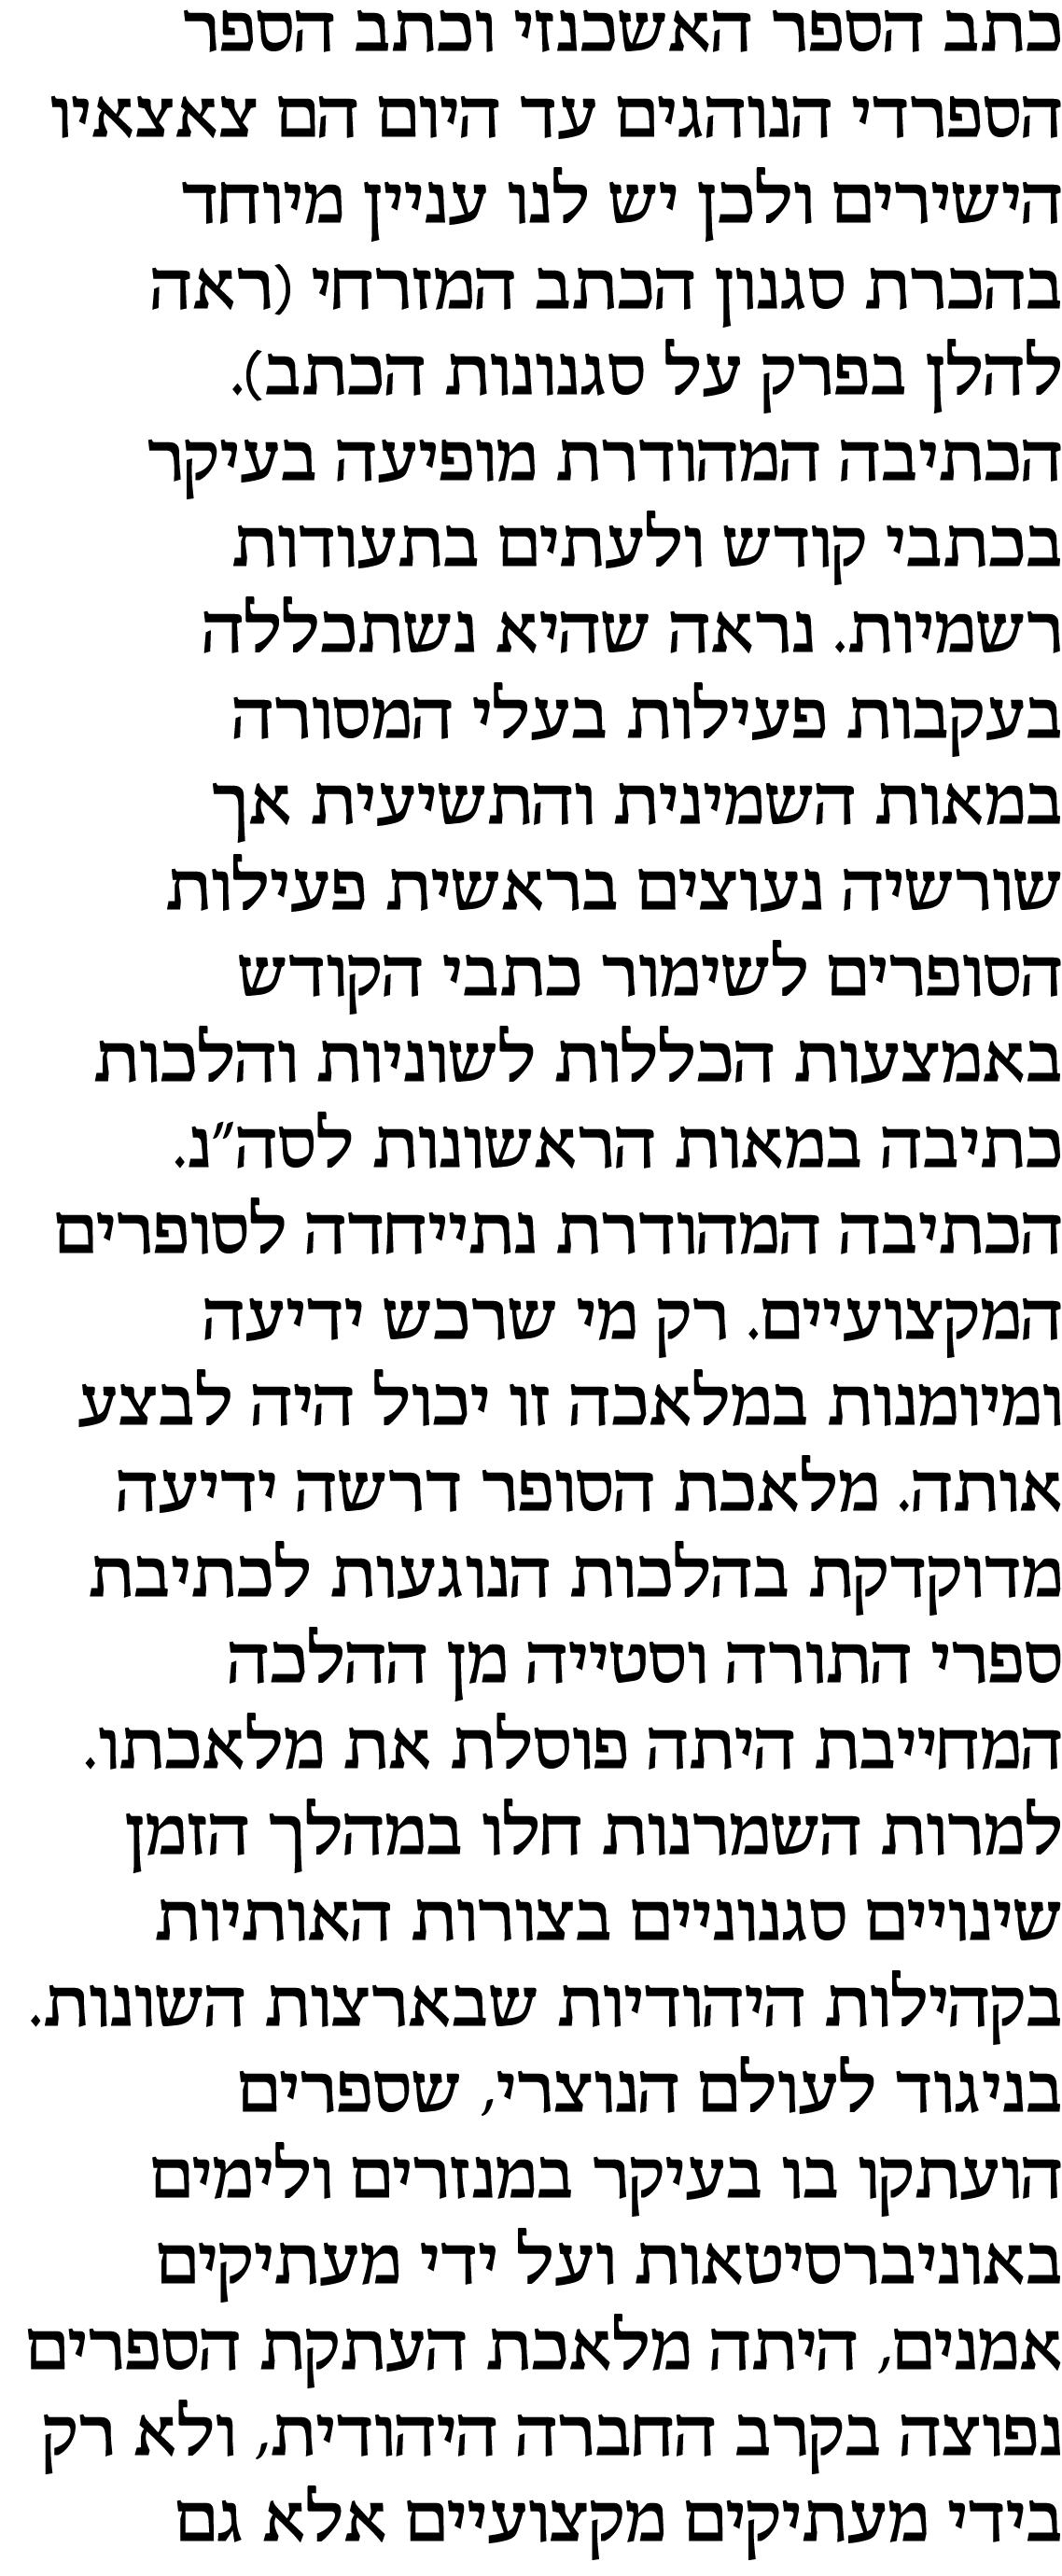 כתב הספר האשכנזי וכתב הספר
הספרדי הנוהגים עד היום הם צאצאיו
הישירים ולכן יש לנו עניין מיוחד
בהכרת סגנון הכתב המזרחי (ראה
להלן בפרק על סגנונות הכתב).
הכתיבה המהודרת מופיעה בעיקר
בכתבי קודש ולעתים בתעודות
רשמיות. נראה שהיא נשתכללה
בעקבות פעילות בעלי המסורה
במאות השמינית והתשיעית אך
שורשיה נעוצים בראשית פעילות
הסופרים לשימור כתבי הקודש
באמצעות הכללות לשוניות והלכות
כתיבה במאות הראשונות לסה״נ.
הכתיבה המהודרת נתייחדה לסופרים
המקצועיים. רק מי שרכש ידיעה
ומיומנות במלאכה זו יכול היה לבצע
אותה. מלאכת הסופר דרשה ידיעה
מדוקדקת בהלכות הנוגעות לכתיבת
ספרי התורה וסטייה מן ההלכה
המחייבת היתה פוסלת את מלאכתו.
למרות השמרנות חלו במהלך הזמן
שינויים סגנוניים בצורות האותיות
בקהילות היהודיות שבארצות השונות.
בניגוד לעולם הנוצרי, שספרים
הועתקו בו בעיקר במנזרים ולימים
באוניברסיטאות ועל ידי מעתיקים
אמנים, היתה מלאכת העתקת הספרים
נפוצה בקרב החברה היהודית, ולא רק
בידי מעתיקים מקצועיים אלא גם